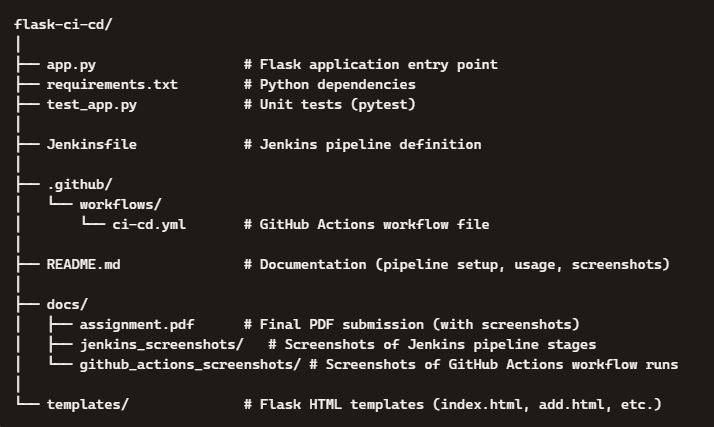 flask-ci-cd/
│
├── app.py                  # Flask application entry point
├── requirements.txt        # Python dependencies
├── test_app.py             # Unit tests (pytest)
│
├── Jenkinsfile             # Jenkins pipeline definition
│
├── .github/
│   └── workflows/
│       └── ci-cd.yml       # GitHub Actions workflow file
│
├── README.md               # Documentation (pipeline setup, usage, screenshots)
│
├── docs/
│   ├── assignment.pdf      # Final PDF submission (with screenshots)
│   ├── jenkins_screenshots/   # Screenshots of Jenkins pipeline stages
│   └── github_actions_screenshots/ # Screenshots of GitHub Actions workflow runs
│
└── templates/              # Flask HTML templates (index.html, add.html, etc.)